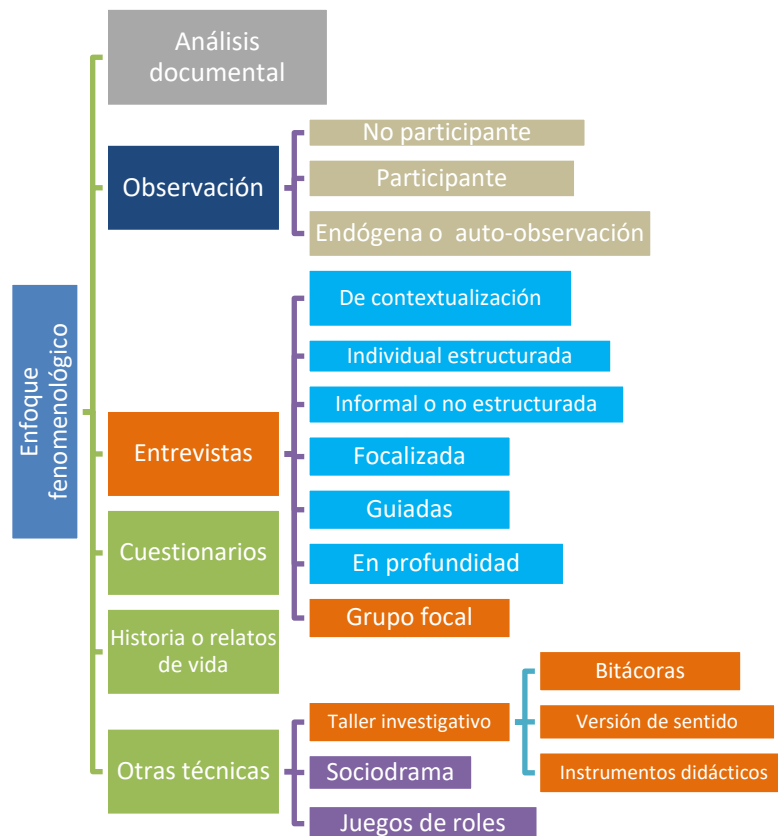 Enfoque
fenomenológico
Análisis
documental
Observación
No participante
Participante
Endógena o auto-observación
Entrevistas
De contextualización
Individual estructurada
Informal o no estructurada
Focalizada
Guiadas
En profundidad
Grupo focal
Cuestionarios
Historia o relatos
de vida
Otras técnicas
Taller investigativo
Bitácoras
Versión de sentido
Instrumentos didácticos
Sociodrama
Juegos de roles